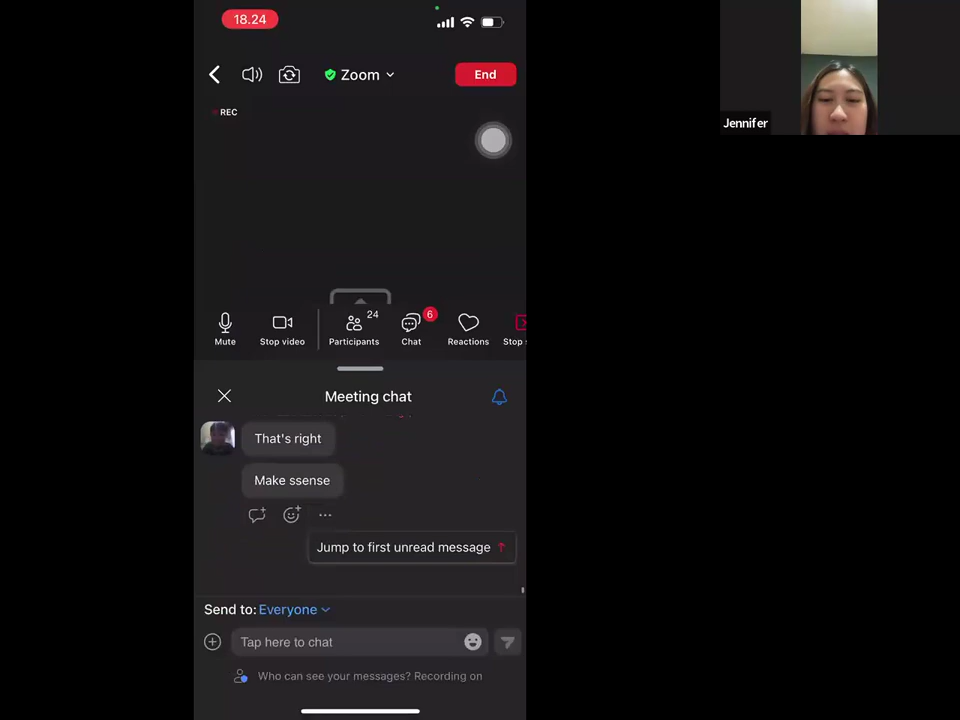 18.24
Zoom
End
REC
Jennifer
24
6
Mute
Stop video
Participants
Chat
Reactions
Stop
Meeting chat
That's right
Make ssense
Jump to first unread message
Send to: Everyone
Tap here to chat
Who can see your messages? Recording on